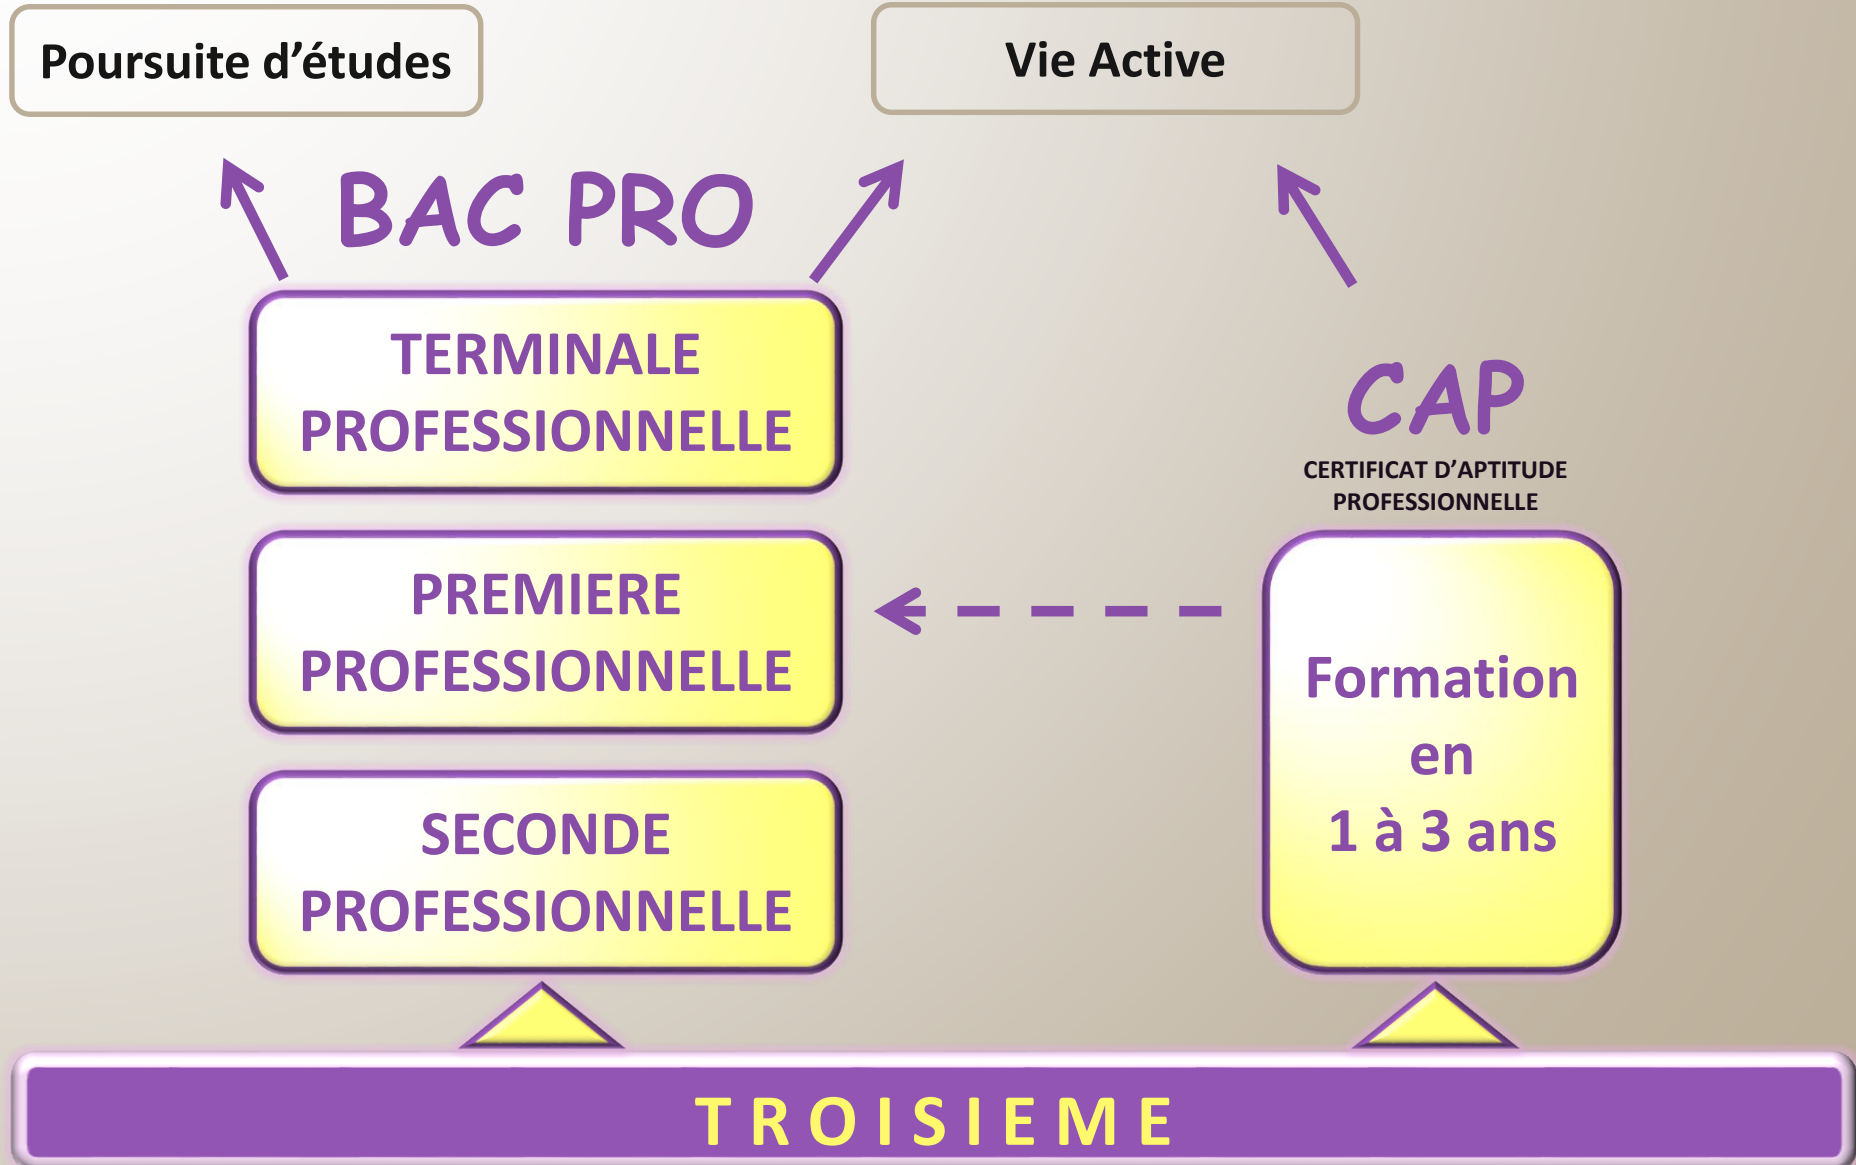 Poursuite d’études
Vie Active
BAC PRO
TERMINALE
PROFESSIONNELLE
PREMIERE
PROFESSIONNELLE
SECONDE
PROFESSIONNELLE
CAP
CERTIFICAT D’APTITUDE
PROFESSIONNELLE
Formation
en
1 à 3 ans
TROISIEME